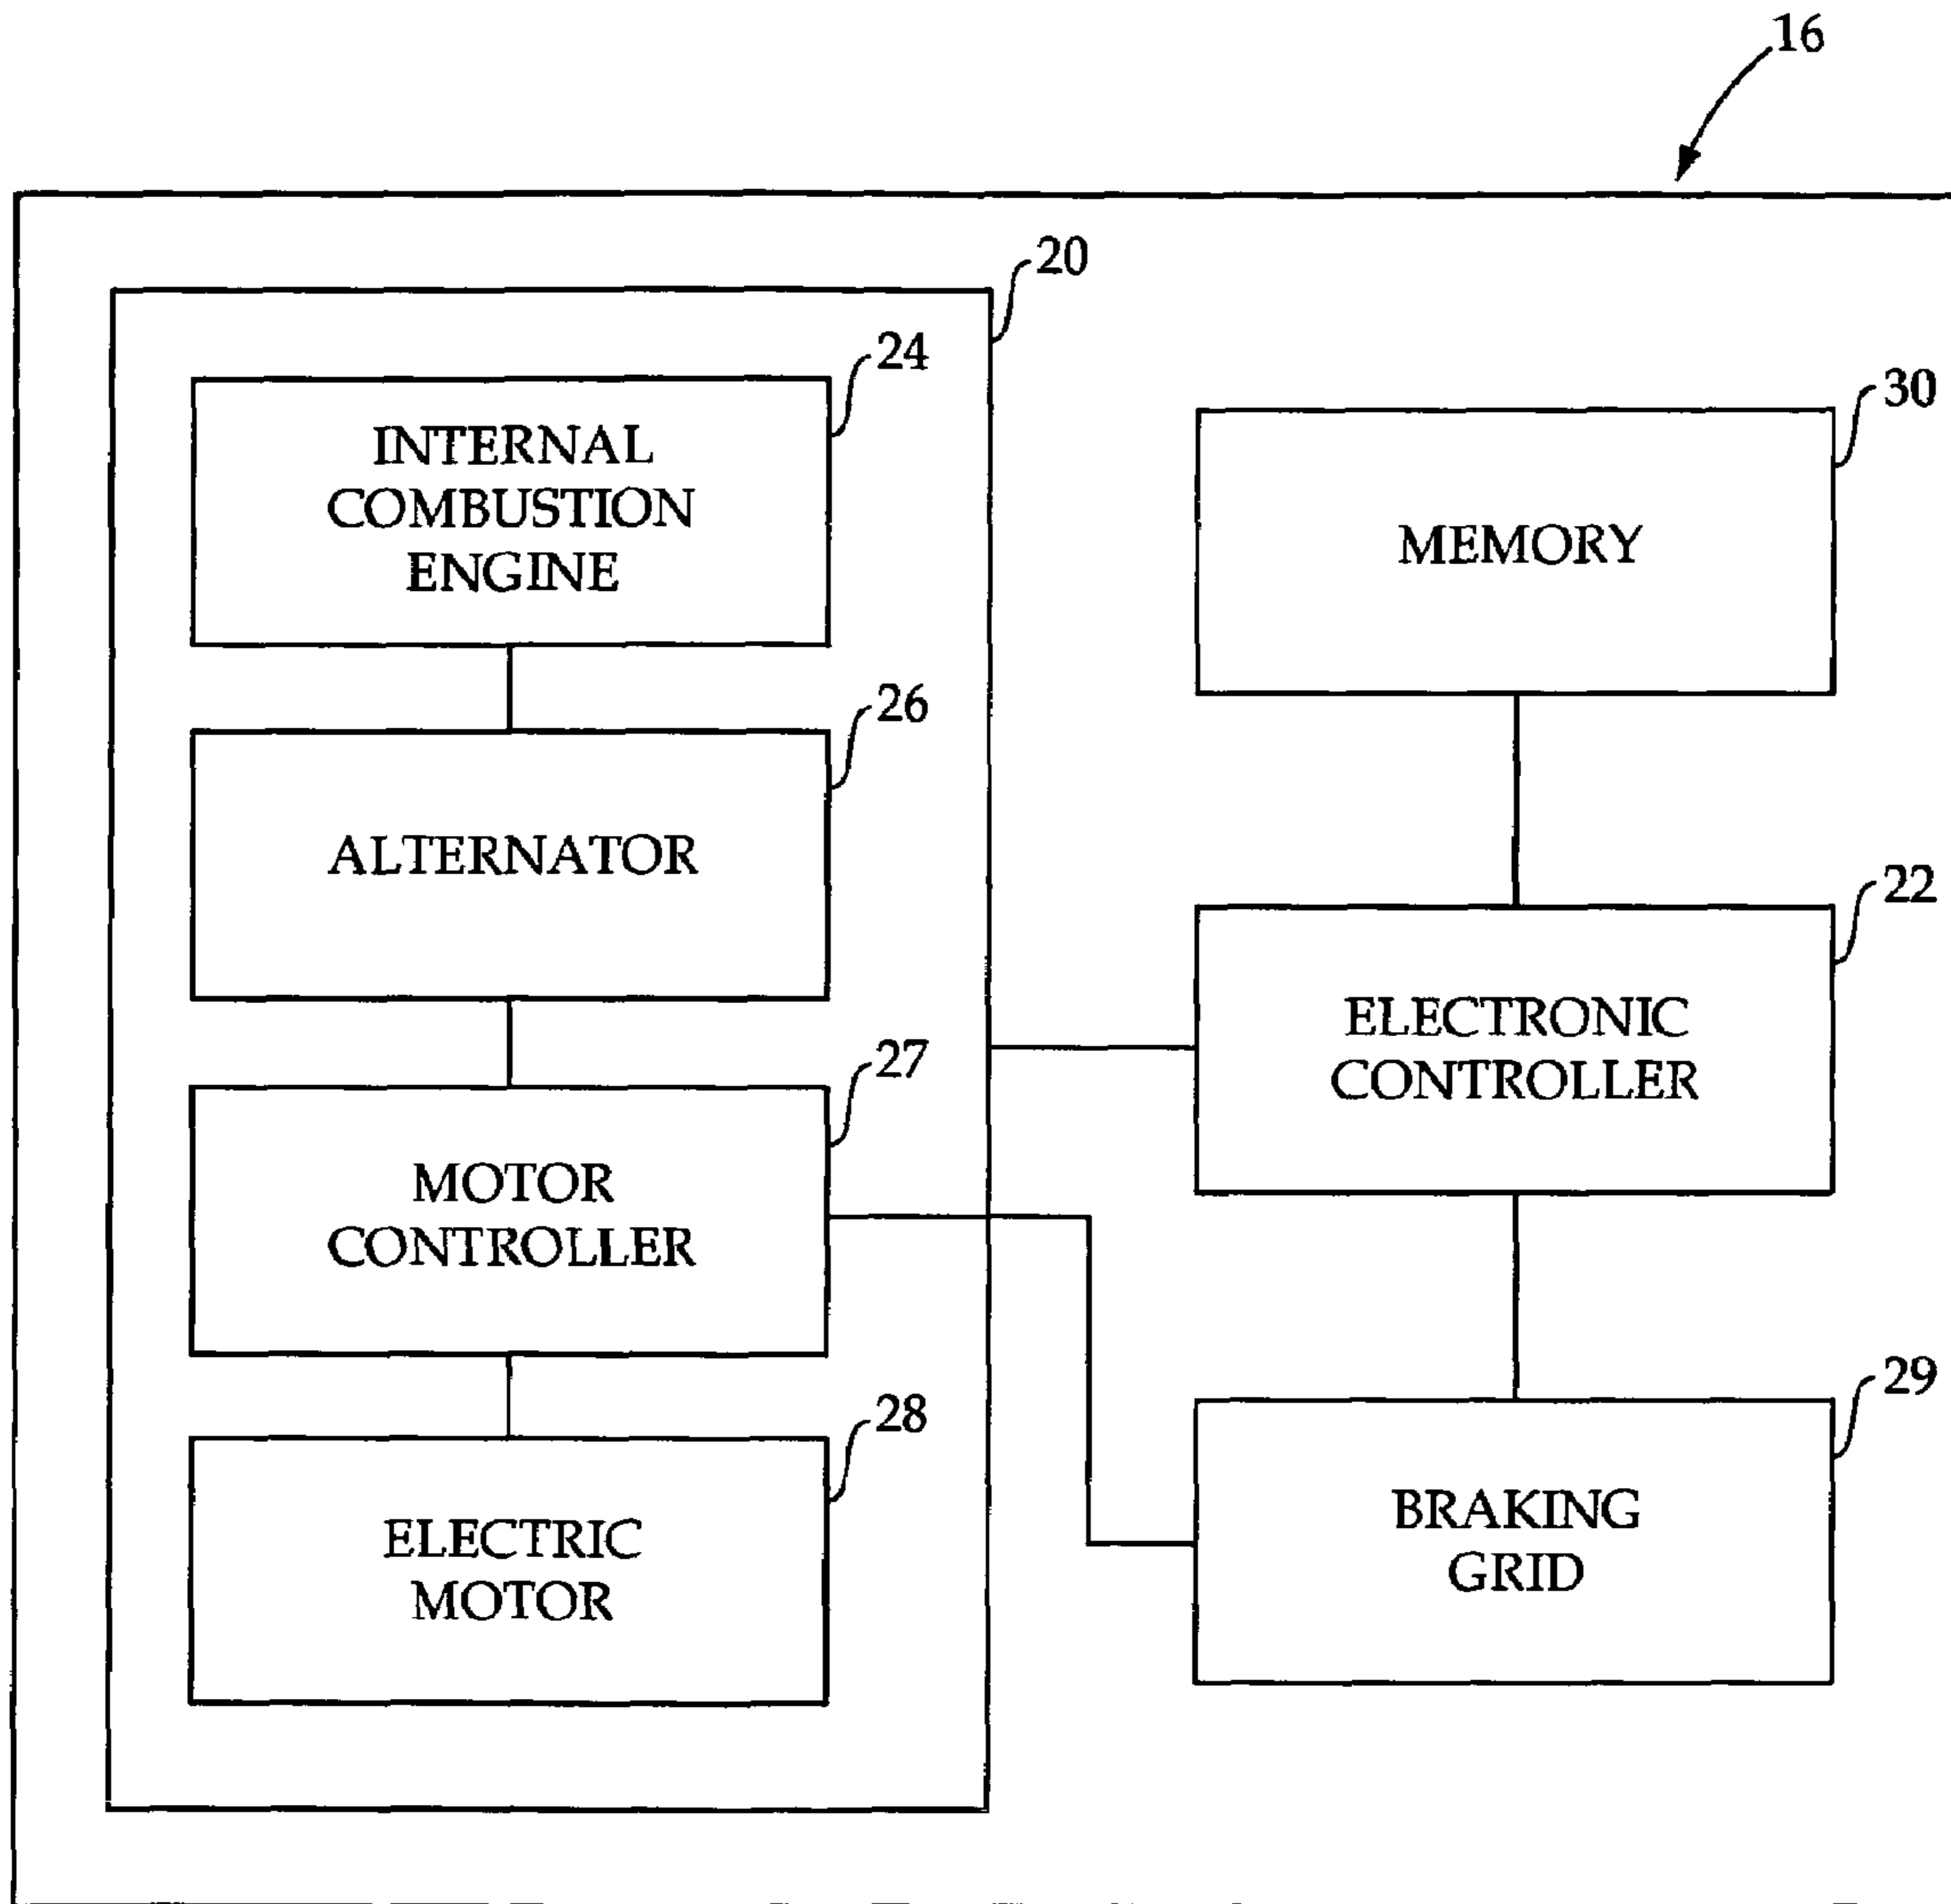 16
20
24
INTERNAL
COMBUSTION
ENGINE
30
MEMORY
26
ALTERNATOR
22
ELECTRONIC
CONTROLLER
27
MOTOR
CONTROLLER
28
ELECTRIC
MOTOR
29
BRAKING
GRID